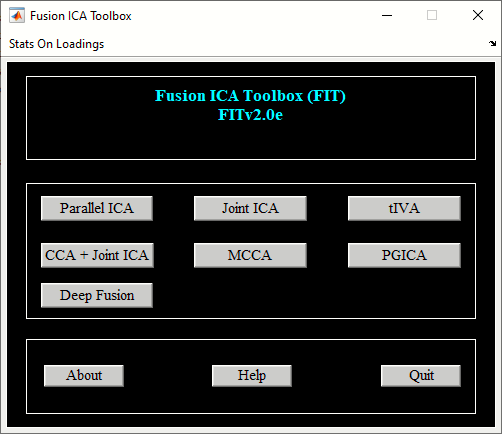 Fusion ICA Toolbox
Stats On Loadings
Fusion ICA Toolbox (FIT)
FITv2.0e
Parallel ICA
Joint ICA
tIVA
CCA + Joint ICA
MCCA
PGICA
Deep Fusion
About
Help
Quit